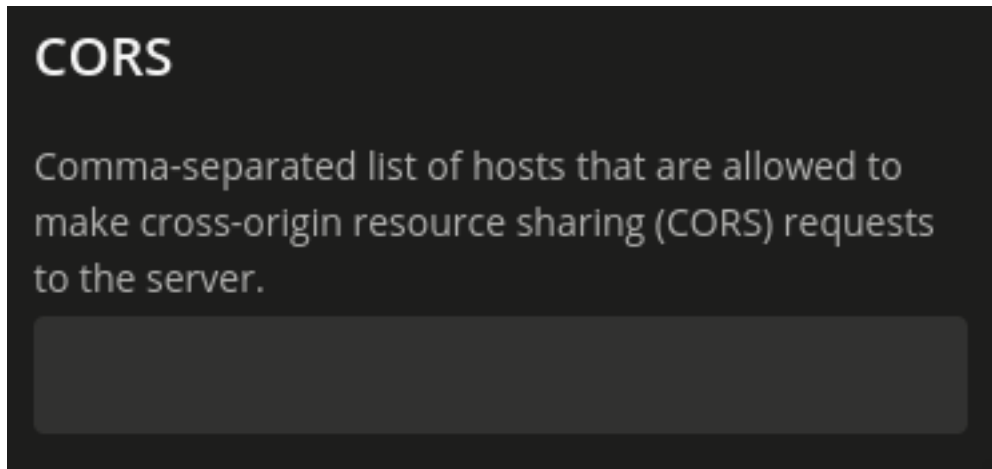 CORS
Comma-separated list of hosts that are allowed to
make cross-origin resource sharing (CORS) requests
to the server.